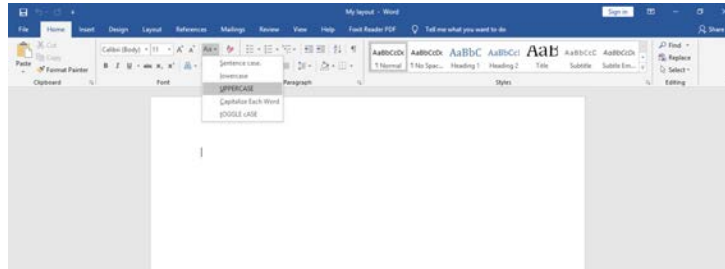 My layout - Word
Sign in
File Home Insert Design Layout References Mailings Review View Help Foxit Reader PDF Tell me what you want to do Share
Cut
Copy
Paste
Format Painter
Clipboard
Calibri (Body) 11 A A Aa
B I U abc x, x² A
Font
Sentence case.
lowercase
UPPERCASE
Capitalize Each Word
tOGGLE cASE
Paragraph
AaBbCcDc AaBbCcDc AaBbC AaBbCcI AaB AaBbCcC AaBbCcDc
¶ Normal ¶ No Spac... Heading 1 Heading 2 Title Subtitle Subtle Em...
Styles
Find
Replace
Select
Editing